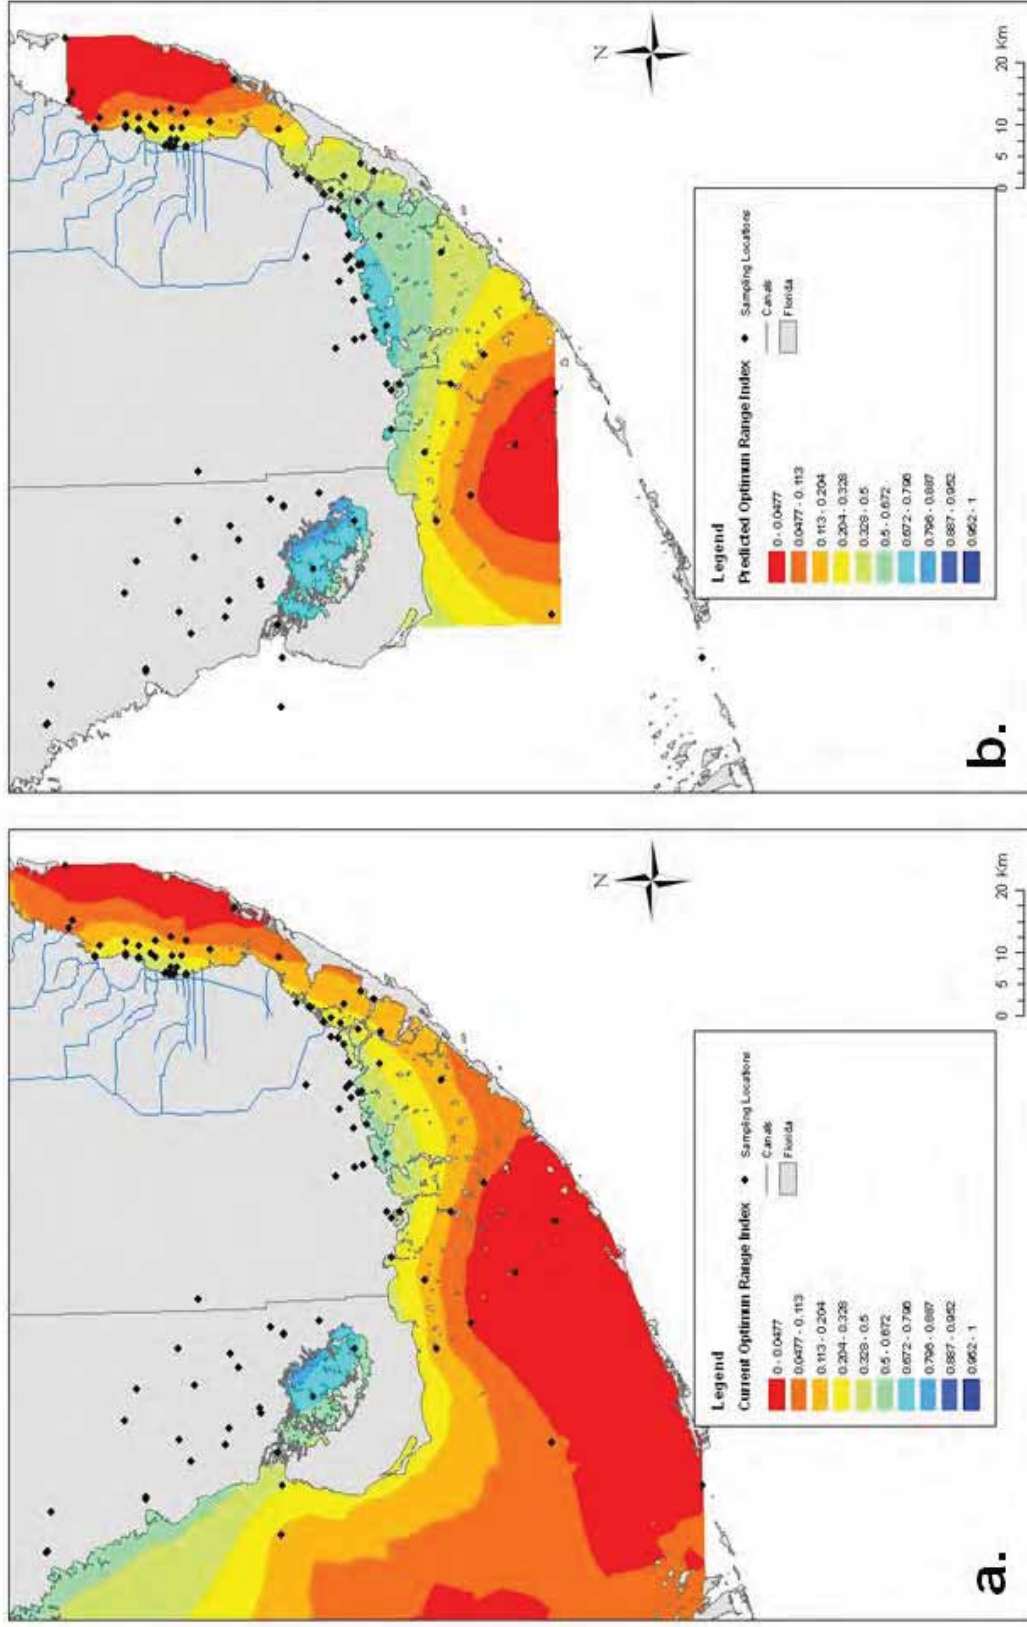 a.
N
0 5 10 20 Km
Legend
Current Optimum Range Index
0 - 0.0477
0.0477 - 0.113
0.113 - 0.204
0.204 - 0.328
0.328 - 0.5
0.5 - 0.672
0.672 - 0.796
0.796 - 0.887
0.887 - 0.952
0.952 - 1
Sampling Locations
Canals
Florida
b.
N
0 5 10 20 Km
Legend
Predicted Optimum Range Index
0 - 0.0477
0.0477 - 0.113
0.113 - 0.204
0.204 - 0.328
0.328 - 0.5
0.5 - 0.672
0.672 - 0.796
0.796 - 0.887
0.887 - 0.952
0.952 - 1
Sampling Locations
Canals
Florida